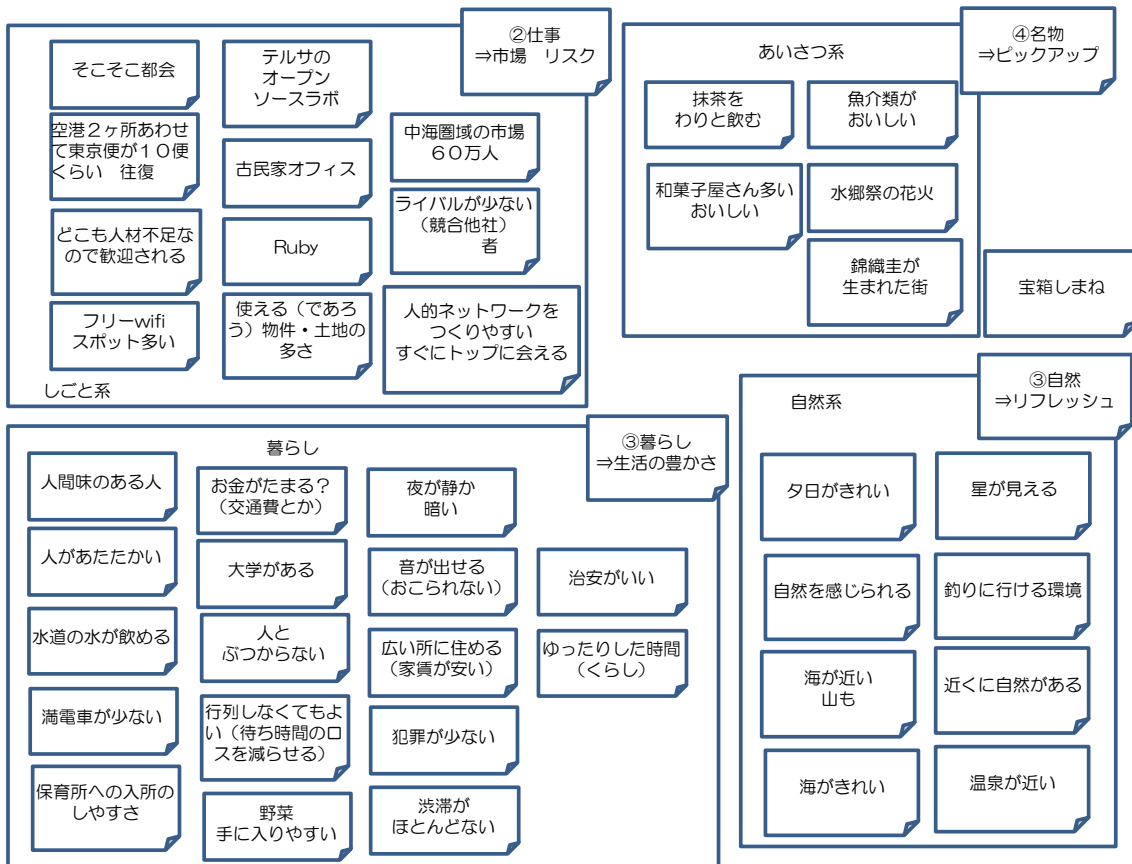 ②仕事
⇒市場　リスク
そこそこ都会
テルサの
オープン
ソースラボ
空港２ヶ所あわせ
て東京便が１０便
くらい　往復
古民家オフィス
中海圏域の市場
６０万人
どこも人材不足な
ので歓迎される
Ruby
ライバルが少ない
（競合他社）
者
フリーwifi
スポット多い
使える（であろ
う）物件・土地の
多さ
人的ネットワークを
つくりやすい
すぐにトップに会える
しごと系
④名物
⇒ピックアップ
あいさつ系
抹茶を
わりと飲む
魚介類が
おいしい
和菓子屋さん多い
おいしい
水郷祭の花火
錦織圭が
生まれた街
宝箱しまね
③暮らし
⇒生活の豊かさ
暮らし
人間味のある人
お金がたまる？
（交通費とか）
夜が静か
暗い
人があたたかい
大学がある
音が出せる
（おこられない）
治安がいい
水道の水が飲める
人と
ぶつからない
広い所に住める
（家賃が安い）
ゆったりした時間
（くらし）
満電車が少ない
行列しなくてもよ
い（待ち時間のロ
スを減らせる）
犯罪が少ない
保育所への入所の
しやすさ
野菜
手に入りやすい
渋滞が
ほとんどない
③自然
⇒リフレッシュ
自然系
夕日がきれい
星が見える
自然を感じられる
釣りに行ける環境
海が近い
山も
近くに自然がある
海がきれい
温泉が近い